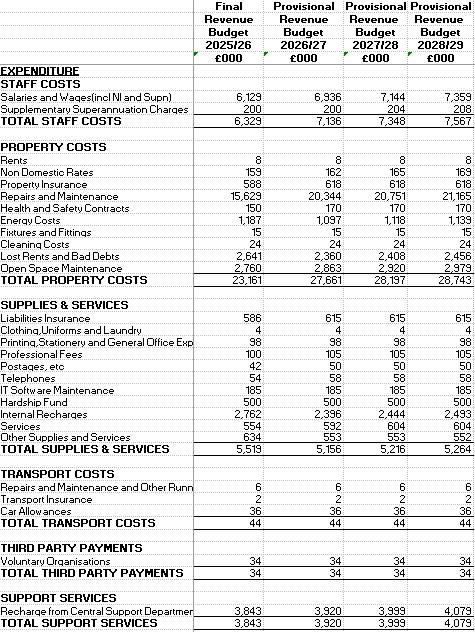 Final Provisional Provisional Provisional
Revenue Revenue Revenue Revenue
Budget Budget Budget Budget
2025/26 2026/27 2027/28 2028/29
£000 £000 £000 £000
EXPENDITURE
STAFF COSTS
Salaries and Wages(incl NI and Supn) 6,129 6,936 7,144 7,359
Supplementary Superannuation Charges 200 200 204 208
TOTAL STAFF COSTS 6,329 7,136 7,348 7,567
PROPERTY COSTS
Rents 8 8 8 8
Non Domestic Rates 159 162 165 169
Property Insurance 588 618 618 618
Repairs and Maintenance 15,629 20,344 20,751 21,165
Health and Safety Contracts 150 170 170 170
Energy Costs 1,187 1,097 1,118 1,139
Fixtures and Fittings 15 15 15 15
Cleaning Costs 24 24 24 24
Lost Rents and Bad Debts 2,641 2,360 2,408 2,456
Open Space Maintenance 2,760 2,863 2,920 2,979
TOTAL PROPERTY COSTS 23,161 27,661 28,197 28,743
SUPPLIES & SERVICES
Liabilities Insurance 586 615 615 615
Clothing,Uniforms and Laundry 4 4 4 4
Printing,Stationery and General Office Exp 98 98 98 98
Professional Fees 100 105 105 105
Postages, etc 42 50 50 50
Telephones 54 58 58 58
IT Software Maintenance 185 185 185 185
Hardship Fund 500 500 500 500
Internal Recharges 2,762 2,396 2,444 2,493
Services 554 592 604 604
Other Supplies and Services 634 553 553 552
TOTAL SUPPLIES & SERVICES 5,519 5,156 5,216 5,264
TRANSPORT COSTS
Repairs and Maintenance and Other Runn 6 6 6 6
Transport Insurance 2 2 2 2
Car Allowances 36 36 36 36
TOTAL TRANSPORT COSTS 44 44 44 44
THIRD PARTY PAYMENTS
Voluntary Organisations 34 34 34 34
TOTAL THIRD PARTY PAYMENTS 34 34 34 34
SUPPORT SERVICES
Recharge from Central Support Departmen 3,843 3,920 3,999 4,079
TOTAL SUPPORT SERVICES 3,843 3,920 3,999 4,079